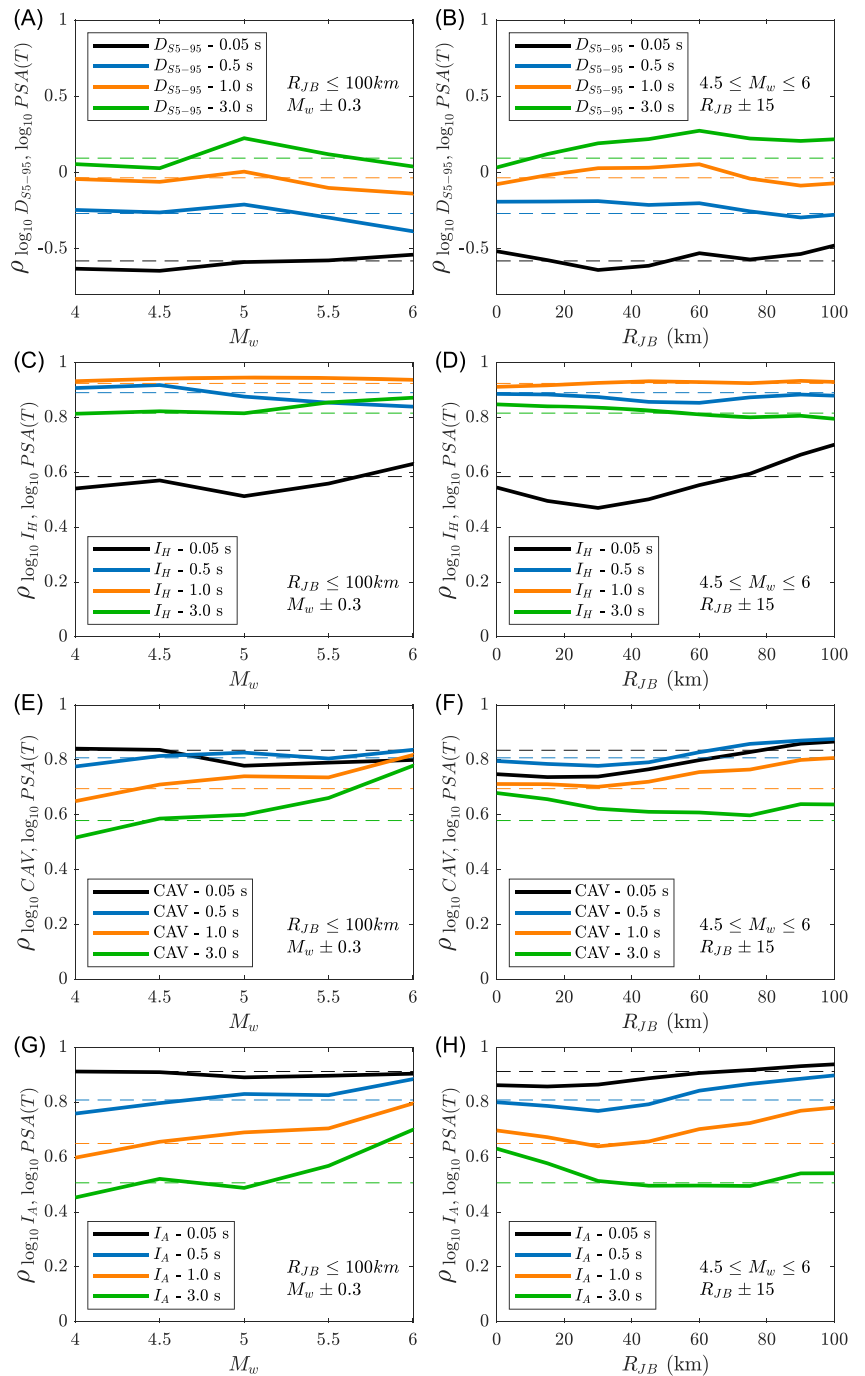 (A)
ρ log10 DS5−95, log10 PSA(T)
1
0.5
0
-0.5
DS5−95 - 0.05 s
DS5−95 - 0.5 s
DS5−95 - 1.0 s
DS5−95 - 3.0 s
RJB ≤ 100km
Mw ± 0.3
4 4.5 5 5.5 6
Mw
(B)
ρ log10 DS5−95, log10 PSA(T)
1
0.5
0
-0.5
DS5−95 - 0.05 s
DS5−95 - 0.5 s
DS5−95 - 1.0 s
DS5−95 - 3.0 s
4.5 ≤ Mw ≤ 6
RJB ± 15
0 20 40 60 80 100
RJB (km)
(C)
ρ log10 IH, log10 PSA(T)
1
0.8
0.6
0.4
0.2
0
IH - 0.05 s
IH - 0.5 s
IH - 1.0 s
IH - 3.0 s
RJB ≤ 100km
Mw ± 0.3
4 4.5 5 5.5 6
Mw
(D)
ρ log10 IH, log10 PSA(T)
1
0.8
0.6
0.4
0.2
0
IH - 0.05 s
IH - 0.5 s
IH - 1.0 s
IH - 3.0 s
4.5 ≤ Mw ≤ 6
RJB ± 15
0 20 40 60 80 100
RJB (km)
(E)
ρ log10 CAV, log10 PSA(T)
1
0.8
0.6
0.4
0.2
0
CAV - 0.05 s
CAV - 0.5 s
CAV - 1.0 s
CAV - 3.0 s
RJB ≤ 100km
Mw ± 0.3
4 4.5 5 5.5 6
Mw
(F)
ρ log10 CAV, log10 PSA(T)
1
0.8
0.6
0.4
0.2
0
CAV - 0.05 s
CAV - 0.5 s
CAV - 1.0 s
CAV - 3.0 s
4.5 ≤ Mw ≤ 6
RJB ± 15
0 20 40 60 80 100
RJB (km)
(G)
ρ log10 IA, log10 PSA(T)
1
0.8
0.6
0.4
0.2
0
IA - 0.05 s
IA - 0.5 s
IA - 1.0 s
IA - 3.0 s
RJB ≤ 100km
Mw ± 0.3
4 4.5 5 5.5 6
Mw
(H)
ρ log10 IA, log10 PSA(T)
1
0.8
0.6
0.4
0.2
0
IA - 0.05 s
IA - 0.5 s
IA - 1.0 s
IA - 3.0 s
4.5 ≤ Mw ≤ 6
RJB ± 15
0 20 40 60 80 100
RJB (km)